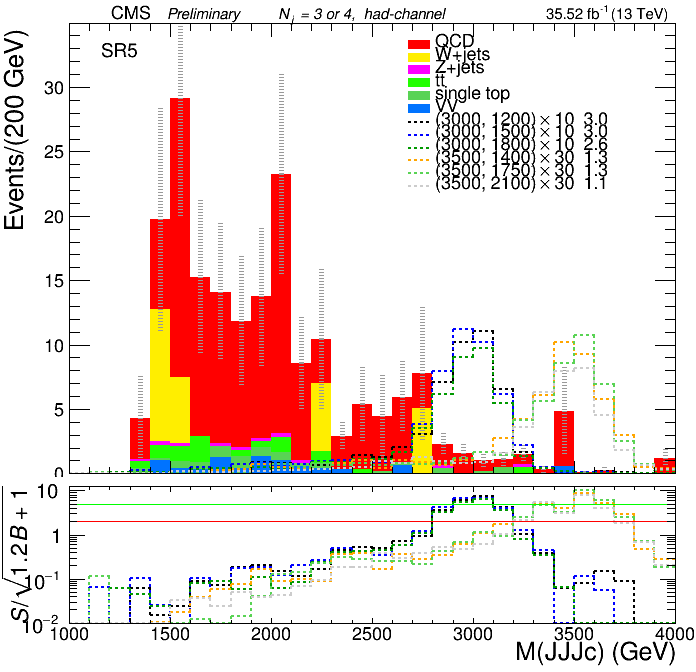 CMS Preliminary N_j = 3 or 4, had-channel 35.52 fb⁻¹ (13 TeV)
SR5
QCD
W+jets
Z+jets
tt
single top
VV
(3000, 1200) × 10 3.0
(3000, 1500) × 10 3.0
(3000, 1800) × 10 2.6
(3500, 1400) × 30 1.3
(3500, 1750) × 30 1.3
(3500, 2100) × 30 1.1
Events/(200 GeV)
30
25
20
15
10
5
0
S/√1.2B + 1
10
1
10⁻¹
10⁻²
1000 1500 2000 2500 3000 3500 4000
M(JJJc) (GeV)